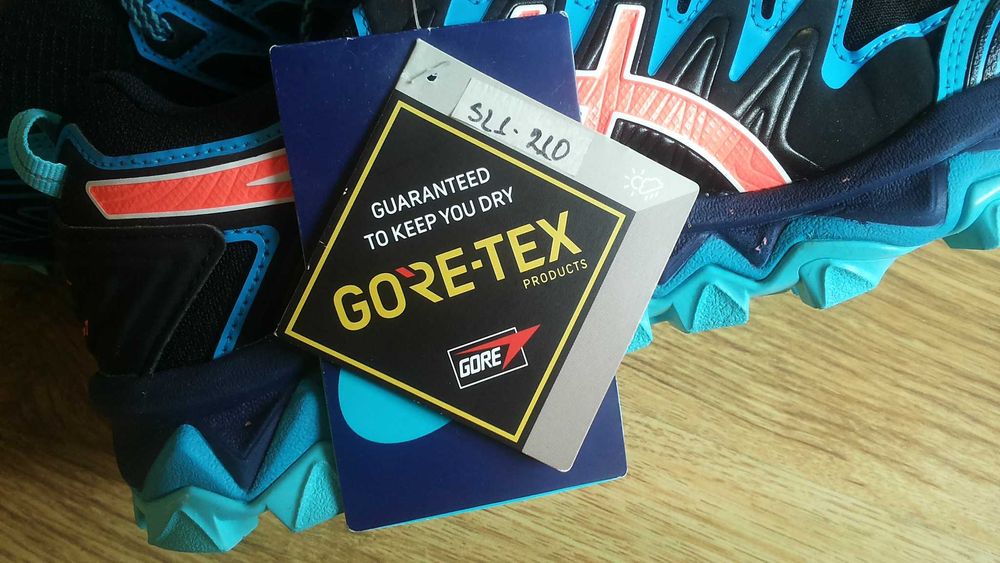 SL1-210
GUARANTEED
TO KEEP YOU DRY
GORE-TEX
PRODUCTS
GORE